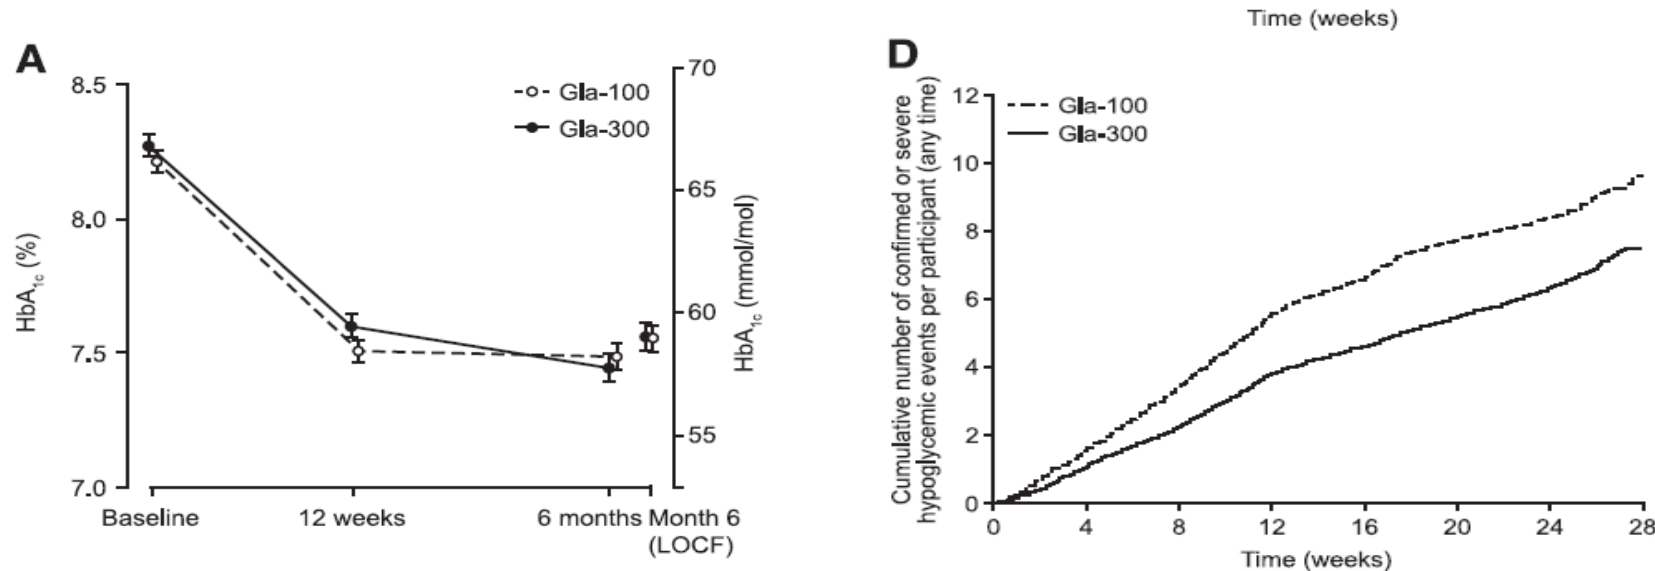 A
HbA1c (%)
8.5
8.0
7.5
7.0
Gla-100
Gla-300
70
65
60
55
HbA1c (mmol/mol)
Baseline
12 weeks
6 months
Month 6
(LOCF)
Time (weeks)
D
Cumulative number of confirmed or severe
hypoglycemic events per participant (any time)
12
10
8
6
4
2
0
Gla-100
Gla-300
0 4 8 12 16 20 24 28
Time (weeks)